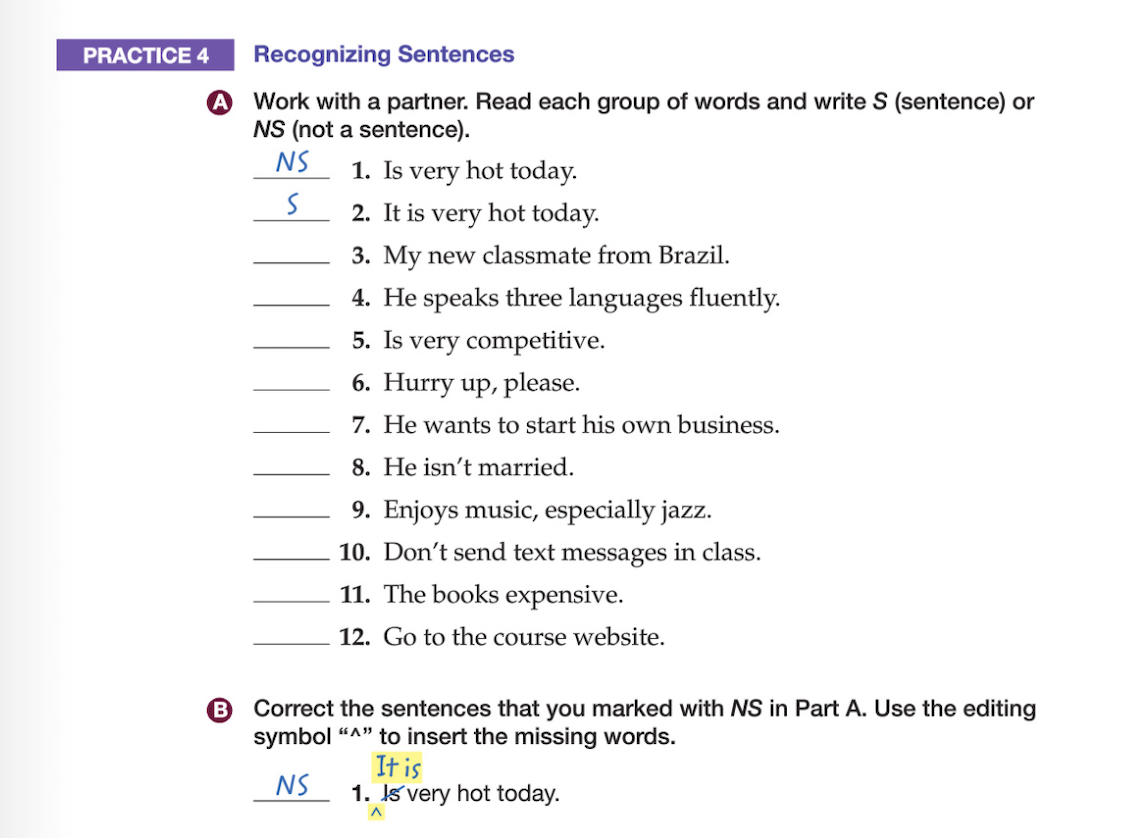 PRACTICE 4 Recognizing Sentences
A Work with a partner. Read each group of words and write S (sentence) or
NS (not a sentence).
NS 1. Is very hot today.
S 2. It is very hot today.
3. My new classmate from Brazil.
4. He speaks three languages fluently.
5. Is very competitive.
6. Hurry up, please.
7. He wants to start his own business.
8. He isn't married.
9. Enjoys music, especially jazz.
10. Don't send text messages in class.
11. The books expensive.
12. Go to the course website.
B Correct the sentences that you marked with NS in Part A. Use the editing
symbol “^” to insert the missing words.
It is
NS 1. Is very hot today.
^